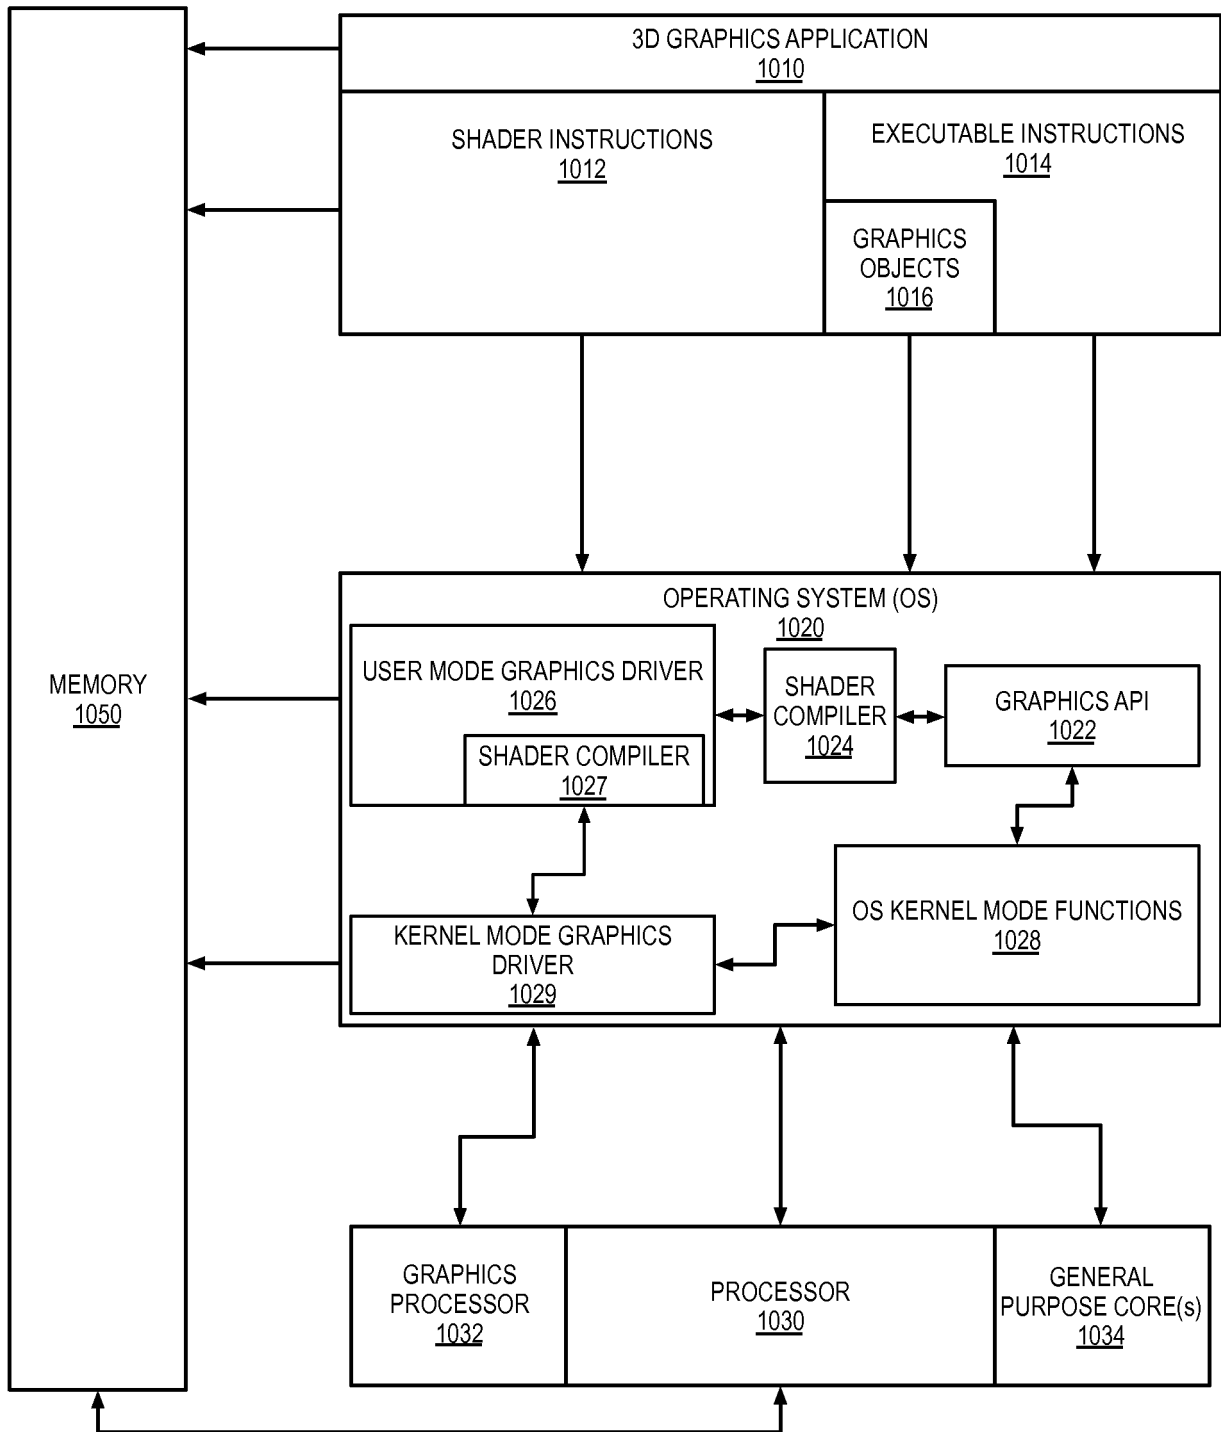 3D GRAPHICS APPLICATION
1010
SHADER INSTRUCTIONS
1012
EXECUTABLE INSTRUCTIONS
1014
GRAPHICS
OBJECTS
1016
MEMORY
1050
OPERATING SYSTEM (OS)
1020
USER MODE GRAPHICS DRIVER
1026
SHADER COMPILER
1027
SHADER
COMPILER
1024
GRAPHICS API
1022
KERNEL MODE GRAPHICS
DRIVER
1029
OS KERNEL MODE FUNCTIONS
1028
GRAPHICS
PROCESSOR
1032
PROCESSOR
1030
GENERAL
PURPOSE CORE(s)
1034